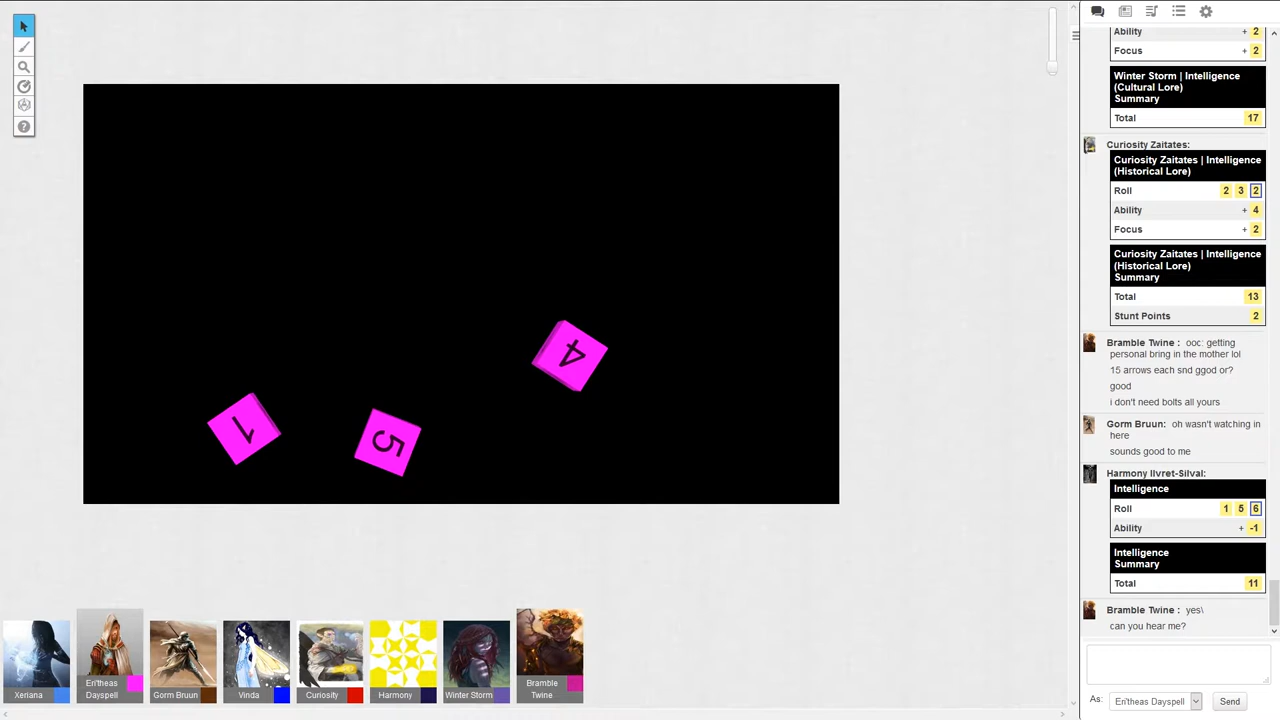 Ability + 2
Focus + 2
Winter Storm | Intelligence
(Cultural Lore)
Summary
Total 17
Curiosity Zaitates:
Curiosity Zaitates | Intelligence
(Historical Lore)
Roll 2 3 2
Ability + 4
Focus + 2
Curiosity Zaitates | Intelligence
(Historical Lore)
Summary
Total 13
Stunt Points 2
Bramble Twine : ooc: getting
personal bring in the mother lol
15 arrows each snd ggod or?
good
i don't need bolts all yours
Gorm Bruun: oh wasn't watching in
here
sounds good to me
Harmony Ilvret-Silval:
Intelligence
Roll 1 5 6
Ability + -1
Intelligence
Summary
Total 11
Bramble Twine : yes\
can you hear me?
As: En'theas Dayspell Send
4
1
5
Xeriana
En'theas
Dayspell
Gorm Bruun
Vinda
Curiosity
Harmony
Winter Storm
Bramble
Twine